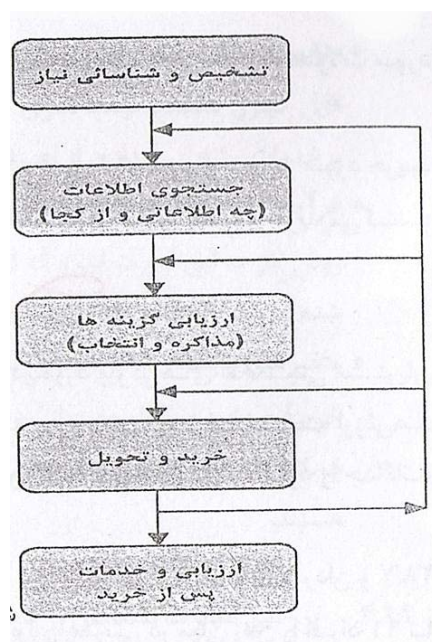 تشخیص و شناسائی نیاز
جستجوی اطلاعات
(چه اطلاعاتی و از کجا)
ارزیابی گزینه ها
(مذاکره و انتخاب)
خرید و تحویل
ارزیابی و خدمات
پس از خرید